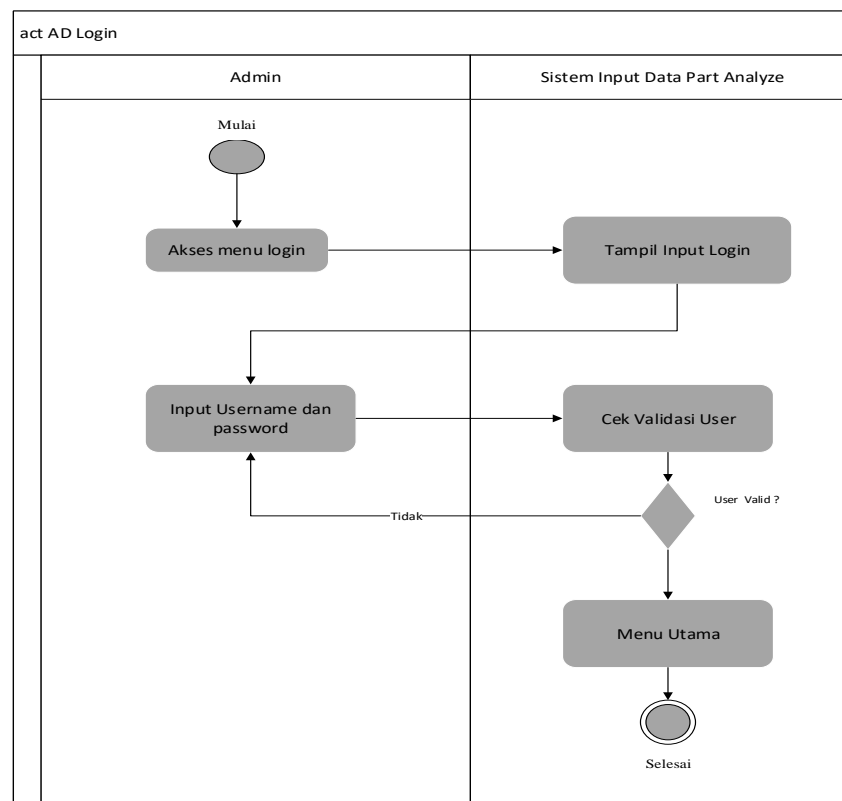 act AD Login
Admin
Sistem Input Data Part Analyze
Mulai
Akses menu login
Tampil Input Login
Input Username dan
password
Cek Validasi User
User Valid ?
Tidak
Menu Utama
Selesai